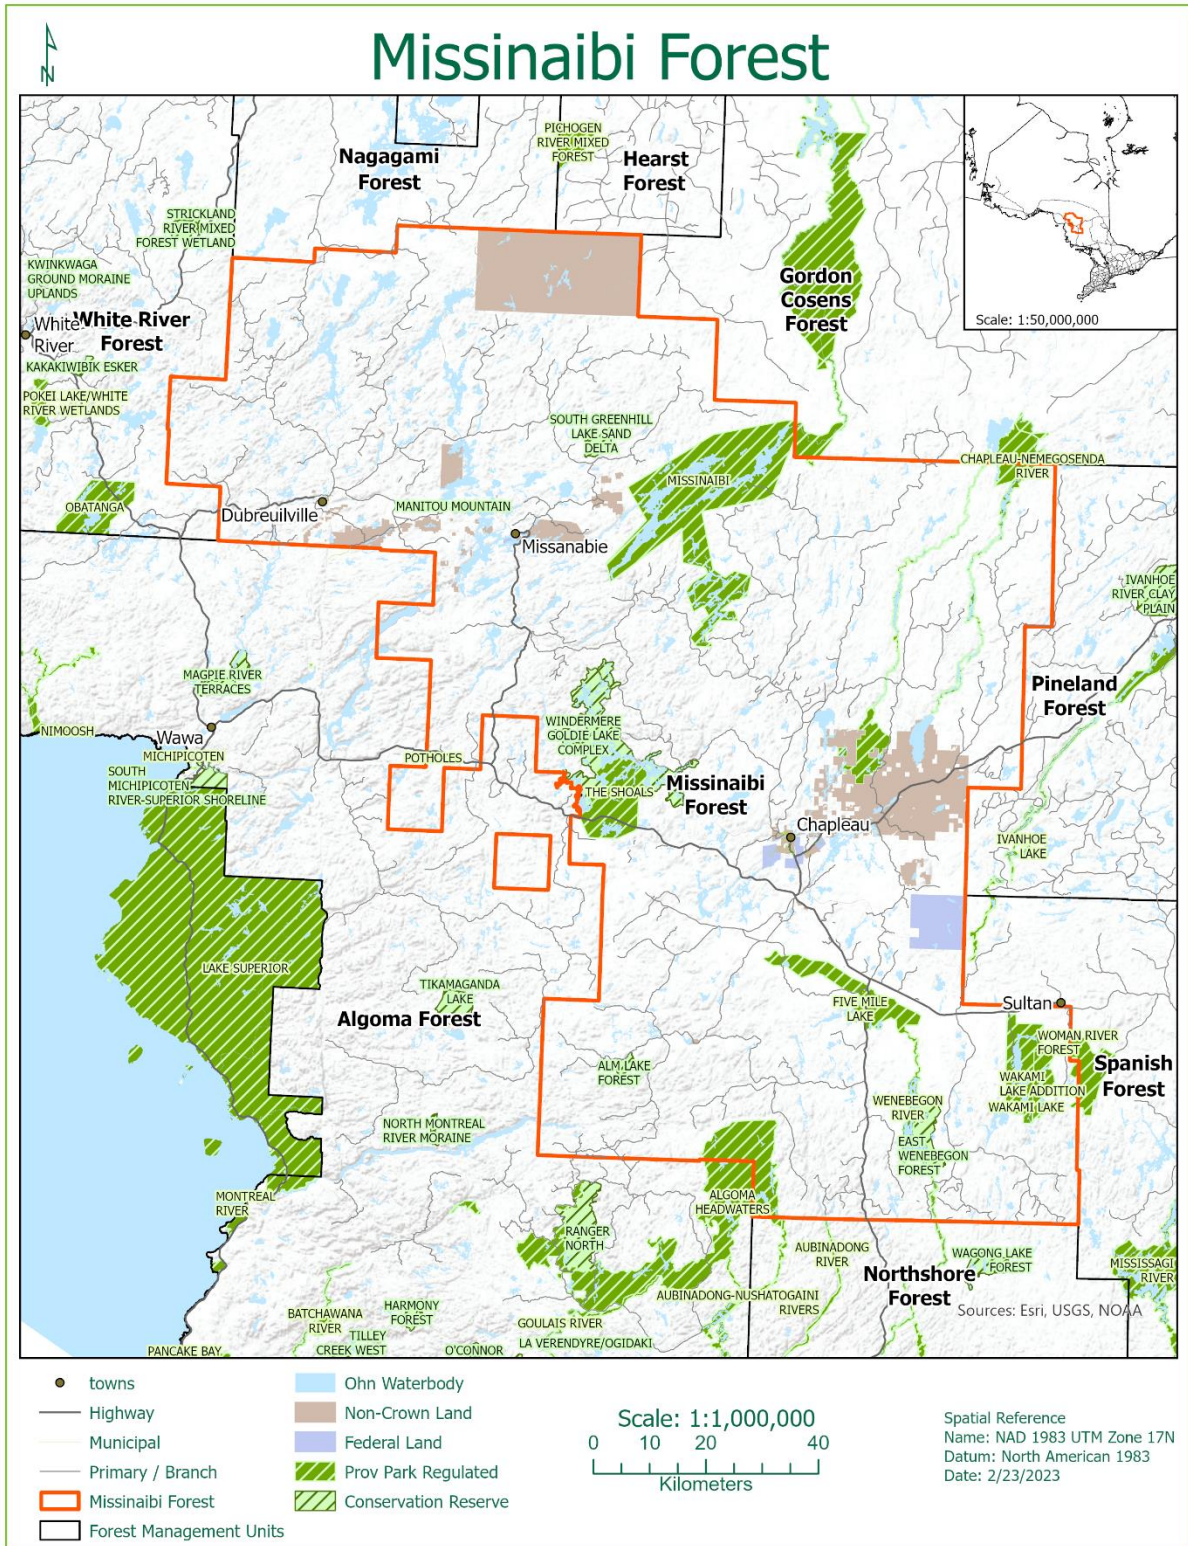 N
Missinaibi Forest
PICHOGEN
RIVER MIXED
FOREST
Nagagami
Forest
Hearst
Forest
STRICKLAND
RIVER MIXED
FOREST WETLAND
KWINKWAGA
GROUND MORAINE
UPLANDS
Gordon
Cosens
Forest
Scale: 1:50,000,000
White
River
White River
Forest
KAKAKIWIBIK ESKER
POKEI LAKE/WHITE
RIVER WETLANDS
SOUTH GREENHILL
LAKE SAND
DELTA
CHAPLEAU-NEMEGOSENDA
RIVER
MISSINAIBI
OBATANGA
Dubreuilville
MANITOU MOUNTAIN
Missanabie
IVANHOE
RIVER CLAY
PLAIN
MAGPIE RIVER
TERRACES
Pineland
Forest
NIMOOSH
Wawa
WINDERMERE
GOLDIE LAKE
COMPLEX
MICHIPICOTEN
POTHOLES
SOUTH
MICHIPICOTEN
RIVER-SUPERIOR SHORELINE
THE SHOALS
Missinaibi
Forest
Chapleau
IVANHOE
LAKE
LAKE SUPERIOR
TIKAMAGANDA
LAKE
Algoma Forest
FIVE MILE
LAKE
Sultan
WOMAN RIVER
FOREST
Spanish
Forest
ALM LAKE
FOREST
WAKAMI
LAKE ADDITION
WAKAMI LAKE
WENEBEGON
RIVER
NORTH MONTREAL
RIVER MORAINE
EAST
WENEBEGON
FOREST
MONTREAL
RIVER
ALGOMA
HEADWATERS
RANGER
NORTH
AUBINADONG
RIVER
WAGONG LAKE
FOREST
MISSISSAGI
RIVER
Northshore
Forest
AUBINADONG-NUSHATOGAINI
RIVERS
Sources: Esri, USGS, NOAA
BATCHAWANA
RIVER
HARMONY
FOREST
GOULAIS RIVER
TILLEY
CREEK WEST
LA VERENDYRE/OGIDAKI
PANCAKE BAY
O'CONNOR
towns
Highway
Municipal
Primary / Branch
Missinaibi Forest
Forest Management Units
Ohn Waterbody
Non-Crown Land
Federal Land
Prov Park Regulated
Conservation Reserve
Scale: 1:1,000,000
0 10 20 40
Kilometers
Spatial Reference
Name: NAD 1983 UTM Zone 17N
Datum: North American 1983
Date: 2/23/2023